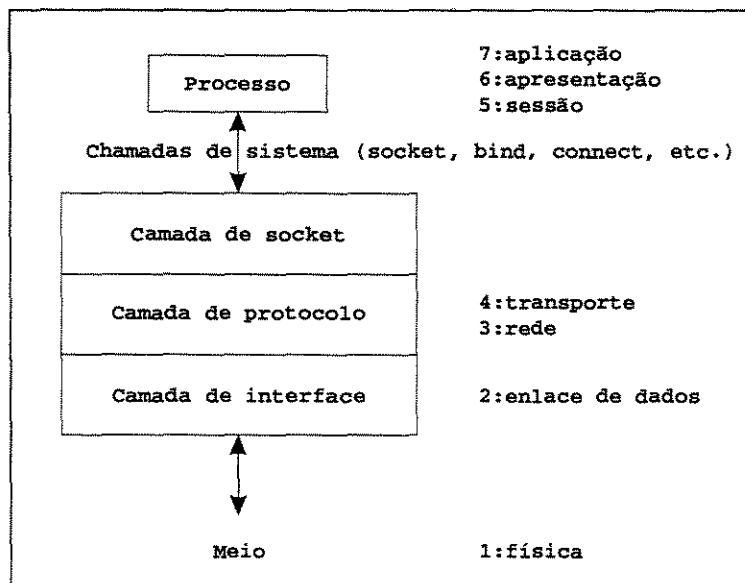 Processo
7:aplicação
6:apresentação
5:sessão
Chamadas de sistema (socket, bind, connect, etc.)
Camada de socket
Camada de protocolo
4:transporte
3:rede
Camada de interface
2:enlace de dados
Meio
1:física